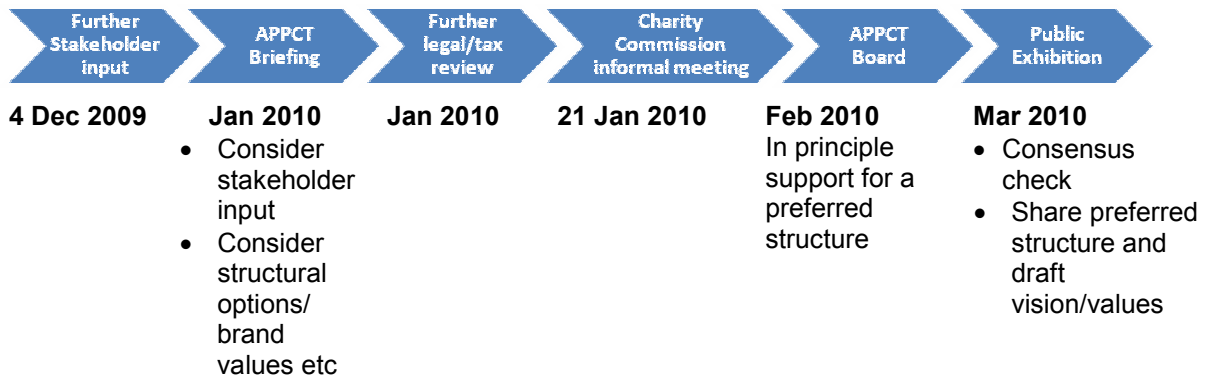 Further
Stakeholder
input
APPCT
Briefing
Further
legal/tax
review
Charity
Commission
informal meeting
APPCT
Board
Public
Exhibition
4 Dec 2009
Jan 2010
• Consider
stakeholder
input
• Consider
structural
options/
brand
values etc
Jan 2010
21 Jan 2010
Feb 2010
In principle
support for a
preferred
structure
Mar 2010
• Consensus
check
• Share preferred
structure and
draft
vision/values